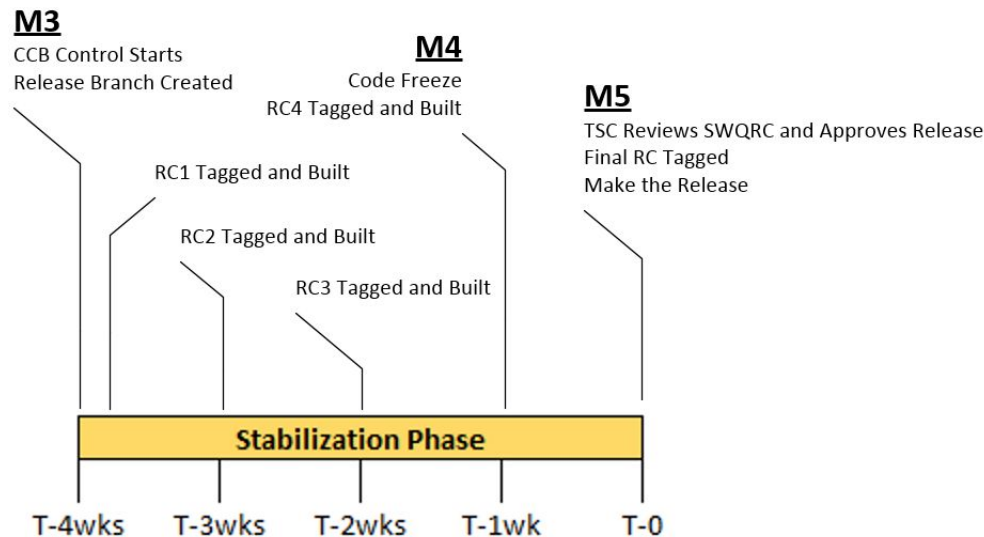 M3
CCB Control Starts
Release Branch Created
M4
Code Freeze
RC4 Tagged and Built
M5
TSC Reviews SWQRC and Approves Release
Final RC Tagged
Make the Release
RC1 Tagged and Built
RC2 Tagged and Built
RC3 Tagged and Built
Stabilization Phase
T-4wks
T-3wks
T-2wks
T-1wk
T-0